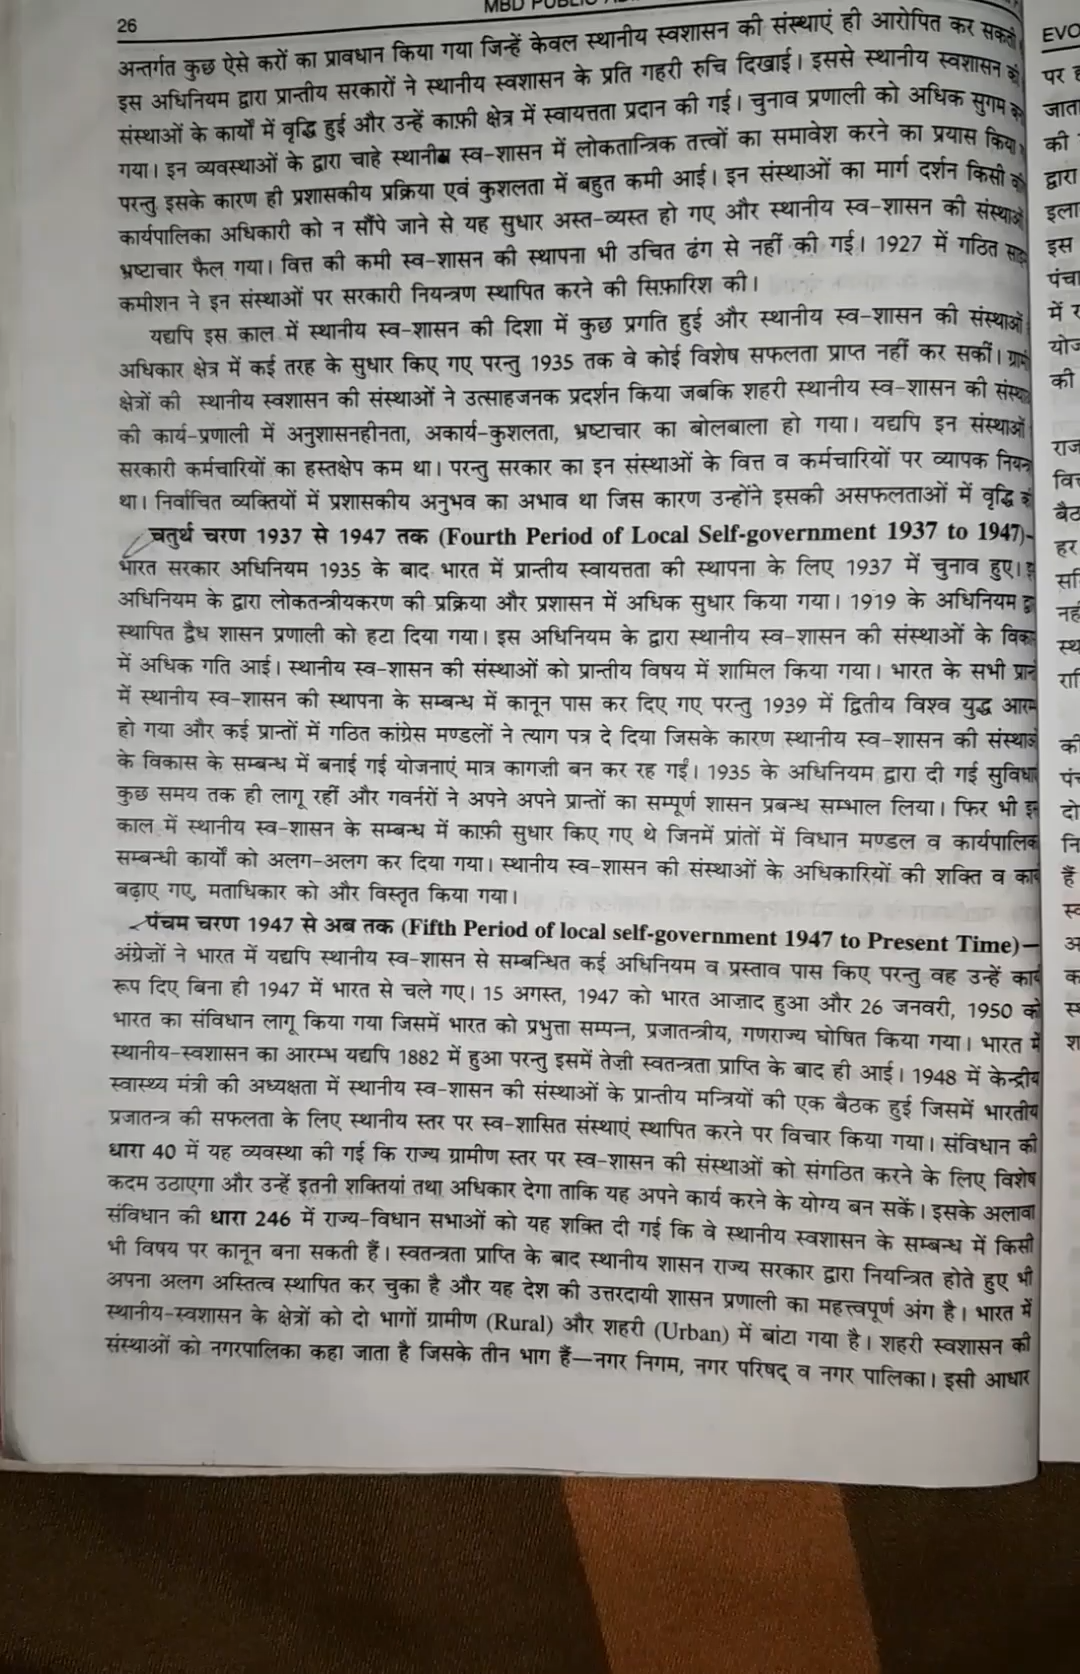 26
MBD PUBLIC
अन्तर्गत कुछ ऐसे करों का प्रावधान किया गया जिन्हें केवल स्थानीय स्वशासन की संस्थाएं ही आरोपित कर
इस अधिनियम द्वारा प्रान्तीय सरकारों ने स्थानीय स्वशासन के प्रति गहरी रुचि दिखाई। इससे स्थानीय स्वशासन
संस्थाओं के कार्यों में वृद्धि हुई और उन्हें काफ़ी क्षेत्र में स्वायत्तता प्रदान की गई। चुनाव प्रणाली को अधिक सुगम
गया। इन व्यवस्थाओं के द्वारा चाहे स्थानीय स्व-शासन में लोकतान्त्रिक तत्त्वों का समावेश करने का प्रयास किया
परन्तु इसके कारण ही प्रशासकीय प्रक्रिया एवं कुशलता में बहुत कमी आई। इन संस्थाओं का मार्ग दर्शन किसी
कार्यपालिका अधिकारी को न सौंपे जाने से यह सुधार अस्त-व्यस्त हो गए और स्थानीय स्व-शासन की
भ्रष्टाचार फैल गया। वित्त की कमी स्व-शासन की स्थापना भी उचित ढंग से नहीं की गई। 1927 में गठित
कमीशन ने इन संस्थाओं पर सरकारी नियन्त्रण स्थापित करने की सिफ़ारिश की।
यद्यपि इस काल में स्थानीय स्व-शासन की दिशा में कुछ प्रगति हुई और स्थानीय स्व-शासन की संस्थाओं
अधिकार क्षेत्र में कई तरह के सुधार किए गए परन्तु 1935 तक वे कोई विशेष सफलता प्राप्त नहीं कर सकीं।
क्षेत्रों की स्थानीय स्वशासन की संस्थाओं ने उत्साहजनक प्रदर्शन किया जबकि शहरी स्थानीय स्व-शासन की
की कार्य-प्रणाली में अनुशासनहीनता, अकार्य-कुशलता, भ्रष्टाचार का बोलबाला हो गया। यद्यपि इन संस्थाओं
सरकारी कर्मचारियों का हस्तक्षेप कम था। परन्तु सरकार का इन संस्थाओं के वित्त व कर्मचारियों पर व्यापक
था। निर्वाचित व्यक्तियों में प्रशासकीय अनुभव का अभाव था जिस कारण उन्होंने इसकी असफलताओं में वृद्धि
चतुर्थ चरण 1937 से 1947 तक (Fourth Period of Local Self-government 1937 to 1947)-
भारत सरकार अधिनियम 1935 के बाद भारत में प्रान्तीय स्वायत्तता की स्थापना के लिए 1937 में चुनाव हुए।
अधिनियम के द्वारा लोकतन्त्रीयकरण की प्रक्रिया और प्रशासन में अधिक सुधार किया गया। 1919 के अधिनियम
स्थापित द्वैध शासन प्रणाली को हटा दिया गया। इस अधिनियम के द्वारा स्थानीय स्व-शासन की संस्थाओं के
में अधिक गति आई। स्थानीय स्व-शासन की संस्थाओं को प्रान्तीय विषय में शामिल किया गया। भारत के सभी
में स्थानीय स्व-शासन की स्थापना के सम्बन्ध में कानून पास कर दिए गए परन्तु 1939 में द्वितीय विश्व युद्ध
हो गया और कई प्रान्तों में गठित कांग्रेस मण्डलों ने त्याग पत्र दे दिया जिसके कारण स्थानीय स्व-शासन की
के विकास के सम्बन्ध में बनाई गई योजनाएं मात्र कागज़ी बन कर रह गईं। 1935 के अधिनियम द्वारा दी गई
कुछ समय तक ही लागू रहीं और गवर्नरों ने अपने अपने प्रान्तों का सम्पूर्ण शासन प्रबन्ध सम्भाल लिया। फिर भी
काल में स्थानीय स्व-शासन के सम्बन्ध में काफ़ी सुधार किए गए थे जिनमें प्रांतों में विधान मण्डल व
सम्बन्धी कार्यों को अलग-अलग कर दिया गया। स्थानीय स्व-शासन की संस्थाओं के अधिकारियों की शक्ति व
बढ़ाए गए, मताधिकार को और विस्तृत किया गया।
पंचम चरण 1947 से अब तक (Fifth Period of local self-government 1947 to Present Time)—
अंग्रेज़ों ने भारत में यद्यपि स्थानीय स्व-शासन से सम्बन्धित कई अधिनियम व प्रस्ताव पास किए परन्तु वह उन्हें
रूप दिए बिना ही 1947 में भारत से चले गए। 15 अगस्त, 1947 को भारत आज़ाद हुआ और 26 जनवरी, 1950 को
भारत का संविधान लागू किया गया जिसमें भारत को प्रभुत्ता सम्पन्न, प्रजातन्त्रीय, गणराज्य घोषित किया गया। भारत में
स्थानीय-स्वशासन का आरम्भ यद्यपि 1882 में हुआ परन्तु इसमें तेज़ी स्वतन्त्रता प्राप्ति के बाद ही आई। 1948 में केन्द्रीय
स्वास्थ्य मंत्री की अध्यक्षता में स्थानीय स्व-शासन की संस्थाओं के प्रान्तीय मन्त्रियों की एक बैठक हुई जिसमें भारतीय
प्रजातन्त्र की सफलता के लिए स्थानीय स्तर पर स्व-शासित संस्थाएं स्थापित करने पर विचार किया गया। संविधान की
धारा 40 में यह व्यवस्था की गई कि राज्य ग्रामीण स्तर पर स्व-शासन की संस्थाओं को संगठित करने के लिए विशेष
कदम उठाएगा और उन्हें इतनी शक्तियां तथा अधिकार देगा ताकि यह अपने कार्य करने के योग्य बन सकें। इसके अलावा
संविधान की धारा 246 में राज्य-विधान सभाओं को यह शक्ति दी गई कि वे स्थानीय स्वशासन के सम्बन्ध में किसी
भी विषय पर कानून बना सकती हैं। स्वतन्त्रता प्राप्ति के बाद स्थानीय शासन राज्य सरकार द्वारा नियन्त्रित होते हुए भी
अपना अलग अस्तित्व स्थापित कर चुका है और यह देश की उत्तरदायी शासन प्रणाली का महत्त्वपूर्ण अंग है। भारत में
स्थानीय-स्वशासन के क्षेत्रों को दो भागों ग्रामीण (Rural) और शहरी (Urban) में बांटा गया है। शहरी स्वशासन की
संस्थाओं को नगरपालिका कहा जाता है जिसके तीन भाग हैं—नगर निगम, नगर परिषद् व नगर पालिका। इसी आधार
EVO
पर
की
द्वारा
इस
की
हर